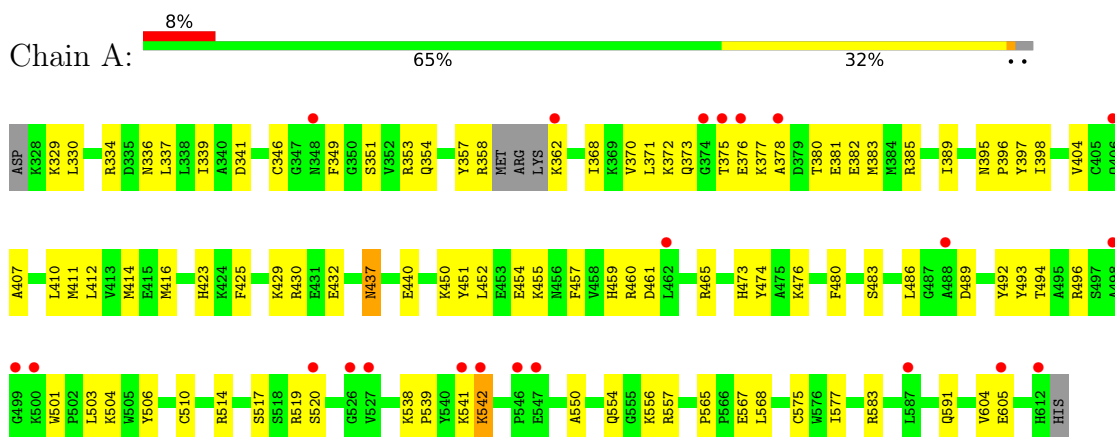 8%
Chain A:
65% 32% • •
ASP K328 K329 L330 R334 D335 N336 L337 L338 I339 A340 D341 C346 G347 N348 F349 G350 S351 V352 R353 Q354 Y357 R358 MET ARG LYS K362 I368 K369 V370 L371 K372 Q373 G374 T375 E376 K377 A378 D379 T380 E381 E382 M383 M384 R385 I389 N395 P396 Y397 I398 V404 C405
A407 L410 M411 L412 V413 M414 E415 M416 H423 K424 F425 K429 R430 E431 E432 N437 E440 K450 Y451 L452 E453 E454 K455 N456 F457 V458 H459 R460 D461 L462 R465 H473 Y474 A475 K476 F480 S483 L486 G487 A488 D489 Y492 Y493 T494 A495 R496 S497
G499 K500 W501 P502 L503 K504 W505 Y506 C510 R514 S517 S518 R519 S520 G526 V527 K538 P539 Y540 K541 K542 P546 E547 A550 Q554 G555 K556 R557 P565 P566 E567 L568 C575 W576 I577 R583 L587 Q591 V604 E605 H612 HIS